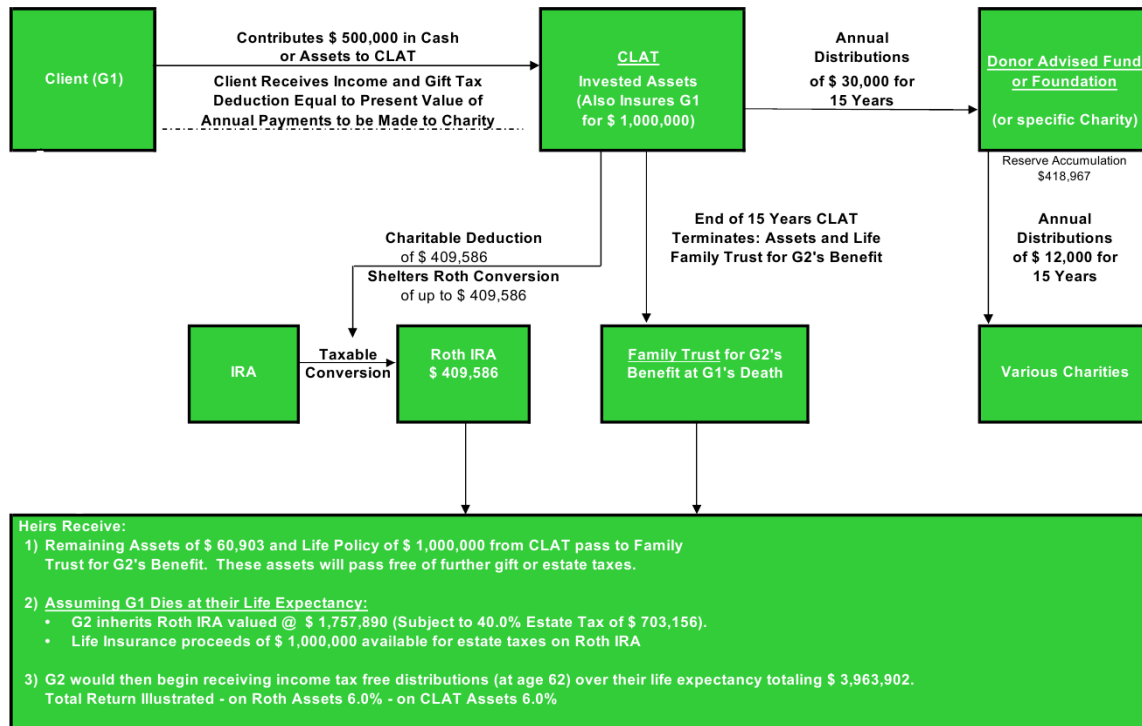 Client (G1)
Contributes $ 500,000 in Cash
or Assets to CLAT
Client Receives Income and Gift Tax
Deduction Equal to Present Value of
Annual Payments to be Made to Charity
CLAT
Invested Assets
(Also Insures G1
for $ 1,000,000)
Annual
Distributions
of $ 30,000 for
15 Years
Donor Advised Fund
or Foundation
(or specific Charity)
Reserve Accumulation
$418,967
Charitable Deduction
of $ 409,586
Shelters Roth Conversion
of up to $ 409,586
End of 15 Years CLAT
Terminates: Assets and Life
Family Trust for G2's Benefit
Annual
Distributions
of $ 12,000 for
15 Years
IRA
Taxable
Conversion
Roth IRA
$ 409,586
Family Trust for G2's
Benefit at G1's Death
Various Charities
Heirs Receive:
1) Remaining Assets of $ 60,903 and Life Policy of $ 1,000,000 from CLAT pass to Family
Trust for G2's Benefit. These assets will pass free of further gift or estate taxes.
2) Assuming G1 Dies at their Life Expectancy:
• G2 inherits Roth IRA valued @ $ 1,757,890 (Subject to 40.0% Estate Tax of $ 703,156).
• Life Insurance proceeds of $ 1,000,000 available for estate taxes on Roth IRA
3) G2 would then begin receiving income tax free distributions (at age 62) over their life expectancy totaling $ 3,963,902.
Total Return Illustrated - on Roth Assets 6.0% - on CLAT Assets 6.0%